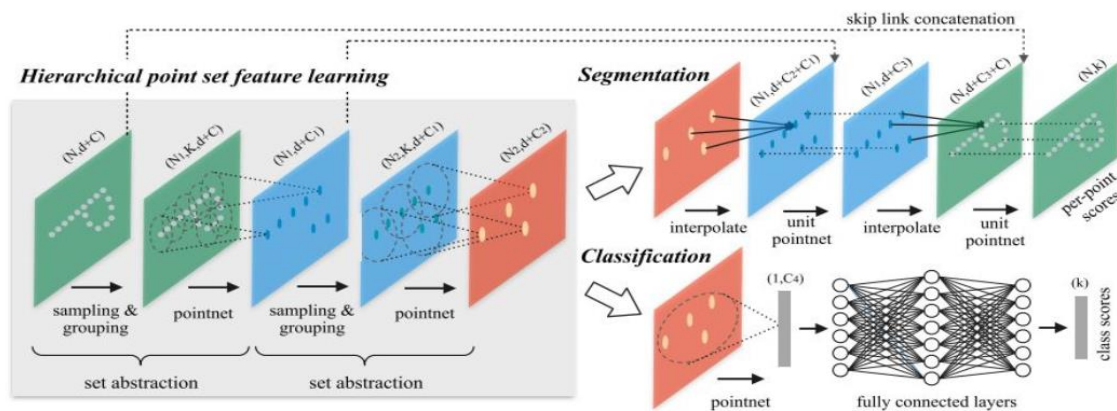 skip link concatenation
Hierarchical point set feature learning
Segmentation
(N,d+C)
(N1,K,d+C)
(N1,d+C1)
(N2,K,d+C1)
(N2,d+C2)
(N1,d+C2+C1)
(N1,d+C3)
(N,d+C3+C)
(N,k)
per-point
scores
interpolate
unit
pointnet
interpolate
unit
pointnet
sampling &
grouping
pointnet
sampling &
grouping
pointnet
set abstraction
set abstraction
Classification
(1,C4)
(k)
class scores
pointnet
fully connected layers